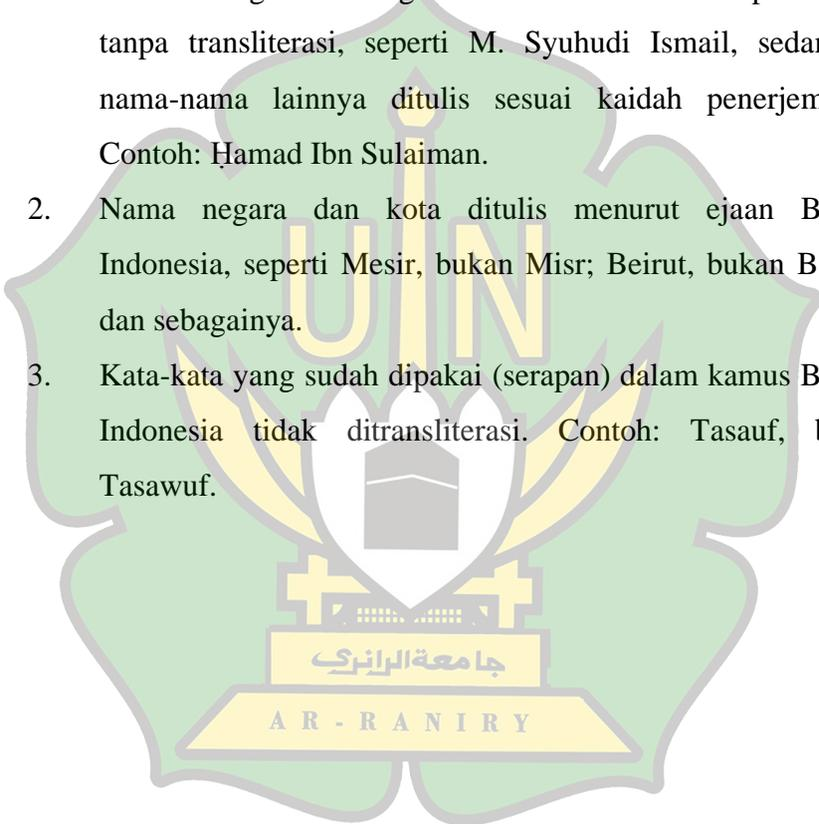 tanpa transliterasi, seperti M. Syuhudi Ismail,
nama-nama lainnya ditulis sesuai kaidah
Contoh: Ḥamad Ibn Sulaiman.
2. Nama negara dan kota ditulis menurut ejaan
Indonesia, seperti Mesir, bukan Misr; Beirut, bukan
dan sebagainya.
3. Kata-kata yang sudah dipakai (serapan) dalam kamus
Indonesia tidak ditransliterasi. Contoh: Tasauf,
Tasawuf.
UIN
جامعةالرانري
AR-RANIRY